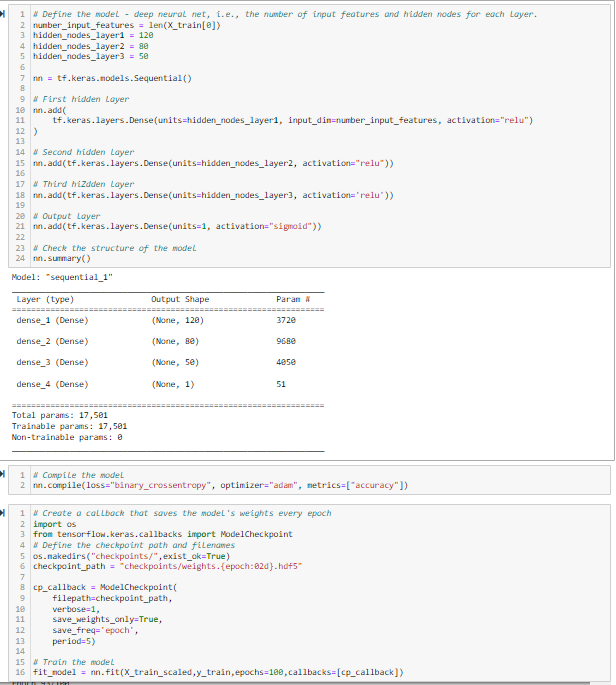 1 # Define the model - deep neural net, i.e., the number of input features and hidden nodes for each layer.
2 number_input_features = len(X_train[0])
3 hidden_nodes_layer1 = 120
4 hidden_nodes_layer2 = 80
5 hidden_nodes_layer3 = 50
6
7 nn = tf.keras.models.Sequential()
8
9 # First hidden layer
10 nn.add(
11     tf.keras.layers.Dense(units=hidden_nodes_layer1, input_dim=number_input_features, activation="relu")
12 )
13
14 # Second hidden layer
15 nn.add(tf.keras.layers.Dense(units=hidden_nodes_layer2, activation="relu"))
16
17 # Third hiZdden layer
18 nn.add(tf.keras.layers.Dense(units=hidden_nodes_layer3, activation='relu'))
19
20 # Output layer
21 nn.add(tf.keras.layers.Dense(units=1, activation="sigmoid"))
22
23 # Check the structure of the model
24 nn.summary()
Model: "sequential_1"
Layer (type) Output Shape Param #
dense_1 (Dense) (None, 120) 3720
dense_2 (Dense) (None, 80) 9680
dense_3 (Dense) (None, 50) 4050
dense_4 (Dense) (None, 1) 51
Total params: 17,501
Trainable params: 17,501
Non-trainable params: 0
1 # Compile the model
2 nn.compile(loss="binary_crossentropy", optimizer="adam", metrics=["accuracy"])
1 # Create a callback that saves the model's weights every epoch
2 import os
3 from tensorflow.keras.callbacks import ModelCheckpoint
4 # Define the checkpoint path and filenames
5 os.makedirs("checkpoints/",exist_ok=True)
6 checkpoint_path = "checkpoints/weights.{epoch:02d}.hdf5"
7
8 cp_callback = ModelCheckpoint(
9     filepath=checkpoint_path,
10     verbose=1,
11     save_weights_only=True,
12     save_freq='epoch',
13     period=5)
14
15 # Train the model
16 fit_model = nn.fit(X_train_scaled,y_train,epochs=100,callbacks=[cp_callback])